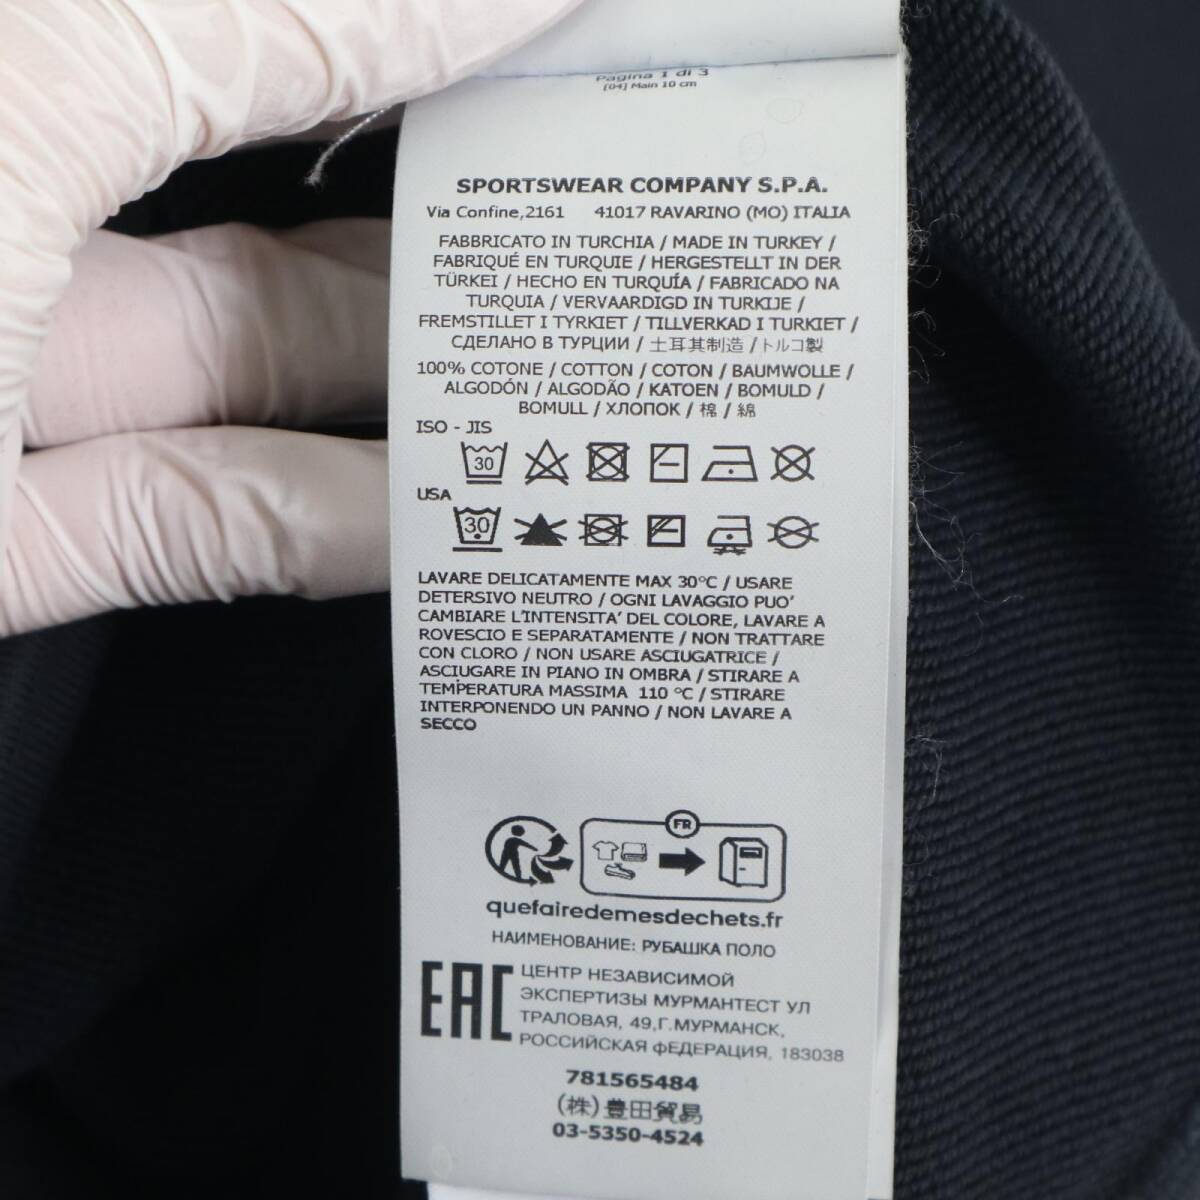 Pagina 1 di 3
[04] Main 10 cm
SPORTSWEAR COMPANY S.P.A.
Via Confine,2161 41017 RAVARINO (MO) ITALIA
FABBRICATO IN TURCHIA / MADE IN TURKEY /
FABRIQUÉ EN TURQUIE / HERGESTELLT IN DER
TÜRKEI / HECHO EN TURQUÍA / FABRICADO NA
TURQUIA / VERVAARDIGD IN TURKIJE /
FREMSTILLET I TYRKIET / TILLVERKAD I TURKIET /
СДЕЛАНО В ТУРЦИИ / 土耳其制造 / トルコ製
100% COTONE / COTTON / COTON / BAUMWOLLE /
ALGODÓN / ALGODÃO / KATOEN / BOMULD /
BOMULL / ХЛОПОК / 棉 / 綿
ISO - JIS
30
USA
30
LAVARE DELICATAMENTE MAX 30°C / USARE
DETERSIVO NEUTRO / OGNI LAVAGGIO PUO'
CAMBIARE L'INTENSITA' DEL COLORE, LAVARE A
ROVESCIO E SEPARATAMENTE / NON TRATTARE
CON CLORO / NON USARE ASCIUGATRICE /
ASCIUGARE IN PIANO IN OMBRA / STIRARE A
TEMPERATURA MASSIMA 110 °C / STIRARE
INTERPONENDO UN PANNO / NON LAVARE A
SECCO
FR
quefairedemesdechets.fr
НАИМЕНОВАНИЕ: РУБАШКА ПОЛО
EAC
ЦЕНТР НЕЗАВИСИМОЙ
ЭКСПЕРТИЗЫ МУРМАНТЕСТ УЛ
ТРАЛОВАЯ, 49,Г.МУРМАНСК,
РОССИЙСКАЯ ФЕДЕРАЦИЯ, 183038
781565484
(株)豊田貿易
03-5350-4524